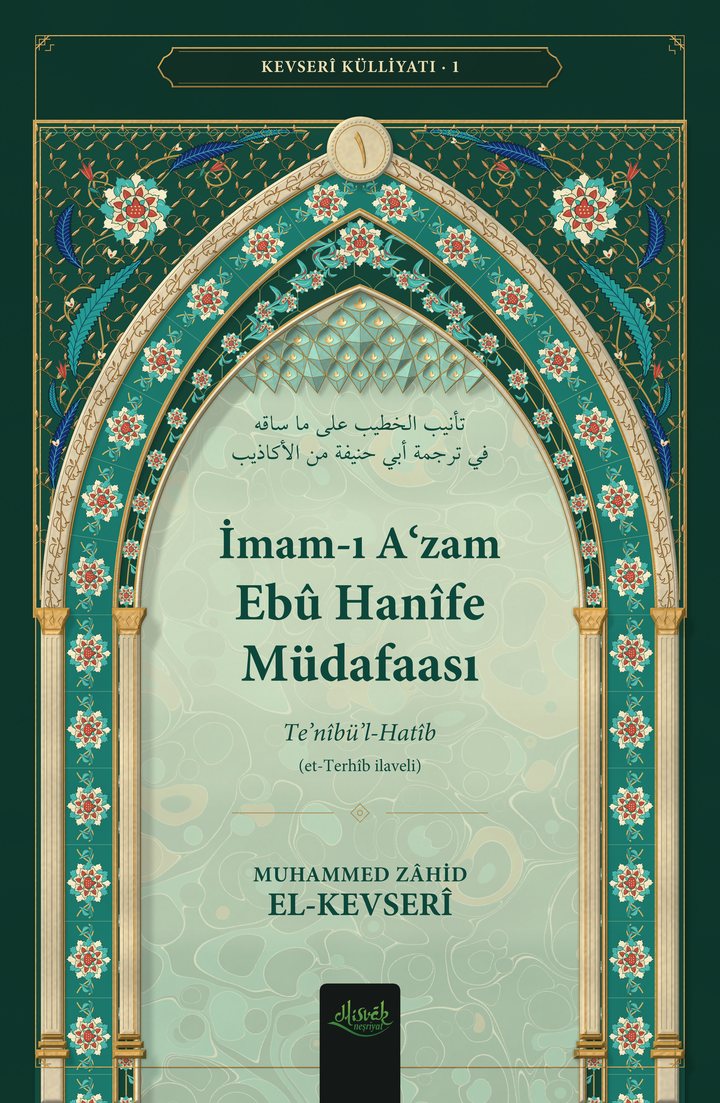 KEVSERÎ KÜLLİYATI · 1
١
تأنيب الخطيب على ما ساقه
في ترجمة أبي حنيفة من الأكاذيب
İmam-ı A‘zam
Ebû Hanîfe
Müdafaası
Te’nîbü’l-Hatîb
(et-Terhîb ilaveli)
MUHAMMED ZÂHİD
EL-KEVSERÎ
Misvâk
neşriyat